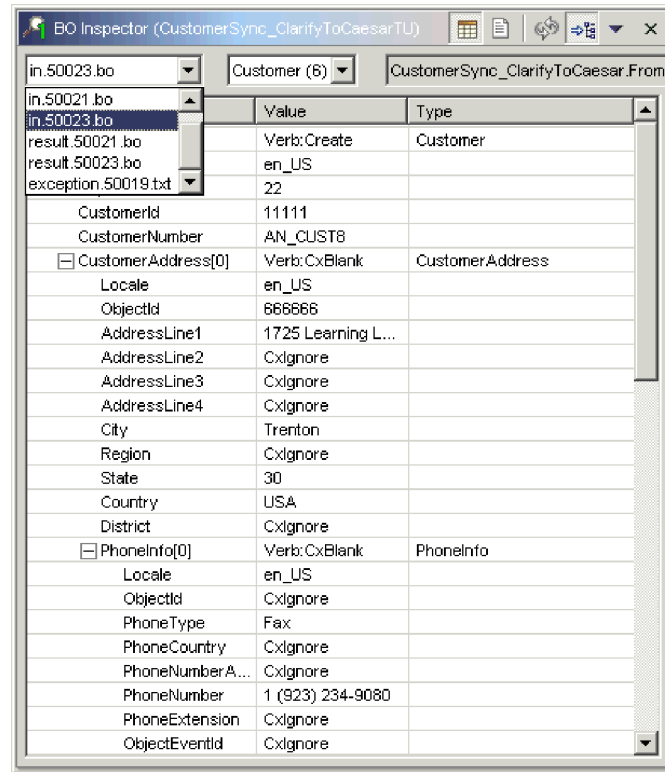 BO Inspector (CustomerSync_ClarifyToCaesarTU)
in.50023.bo Customer (6) CustomerSync_ClarifyToCaesar.From
in.50021.bo
in.50023.bo
result.50021.bo
result.50023.bo
exception.50019.txt
Value Type
Verb:Create Customer
en_US
22
CustomerId 11111
CustomerNumber AN_CUST8
CustomerAddress[0] Verb:CxBlank CustomerAddress
Locale en_US
ObjectId 666666
AddressLine1 1725 Learning L...
AddressLine2 CxIgnore
AddressLine3 CxIgnore
AddressLine4 CxIgnore
City Trenton
Region CxIgnore
State 30
Country USA
District CxIgnore
PhoneInfo[0] Verb:CxBlank PhoneInfo
Locale en_US
ObjectId CxIgnore
PhoneType Fax
PhoneCountry CxIgnore
PhoneNumberA... CxIgnore
PhoneNumber 1 (923) 234-9080
PhoneExtension CxIgnore
ObjectEventId CxIgnore